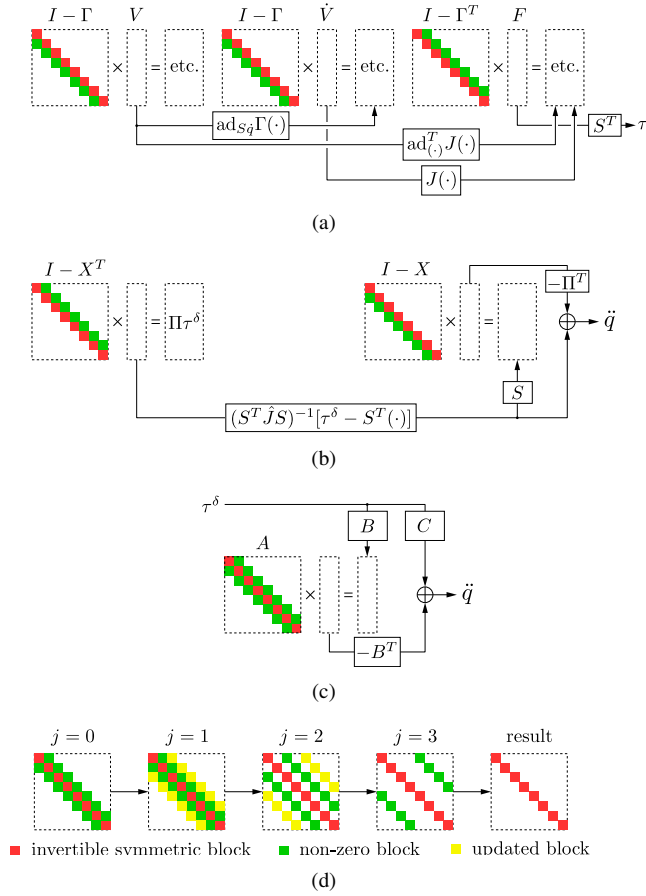 I − Γ V I − Γ V̇ I − Γ^T F
× = etc. × = etc. × = etc.
ad_{Sq̇}Γ(·) S^T τ
ad^T_{(·)}J(·)
J(·)
(a)
I − X^T I − X
−Π^T
× = Πτ^δ × = q̈
S
(S^T ĴS)^{−1}[τ^δ − S^T(·)]
(b)
τ^δ
B C
A
× = q̈
−B^T
(c)
j = 0 j = 1 j = 2 j = 3 result
invertible symmetric block non-zero block updated block
(d)